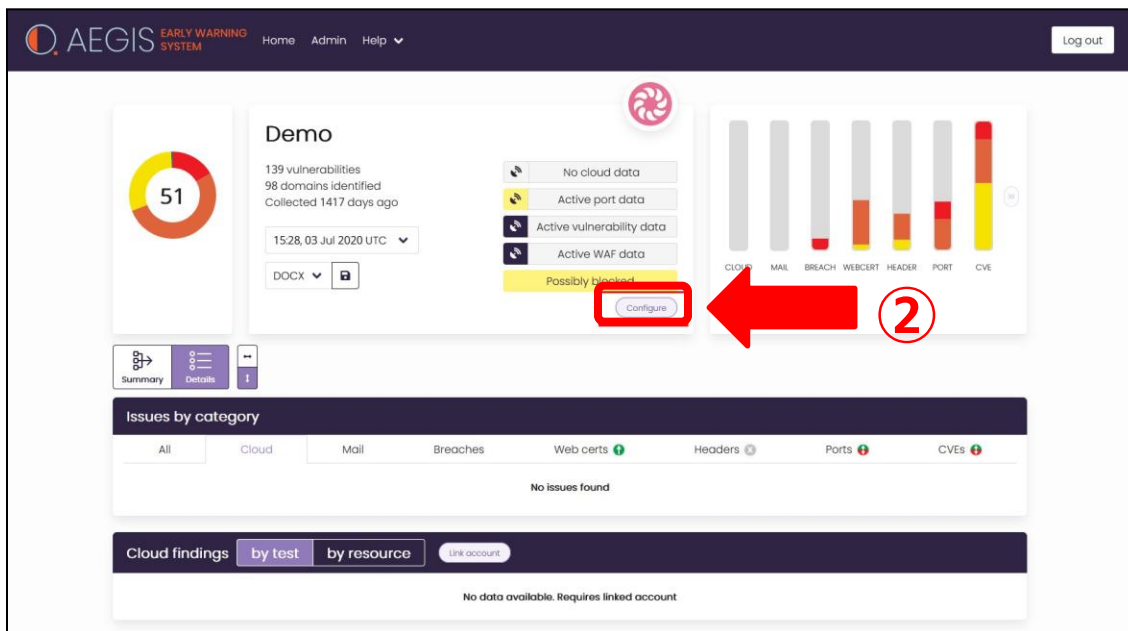 AEGIS EARLY WARNING SYSTEM
Home Admin Help
Log out
51
Demo
139 vulnerabilities
98 domains identified
Collected 1417 days ago
15:28, 03 Jul 2020 UTC
DOCX
No cloud data
Active port data
Active vulnerability data
Active WAF data
Possibly blocked
Configure
②
CLOUD MAIL BREACH WEBCERT HEADER PORT CVE
Summary Details
Issues by category
All Cloud Mail Breaches Web certs Headers Ports CVEs
No issues found
Cloud findings by test by resource Link account
No data available. Requires linked account